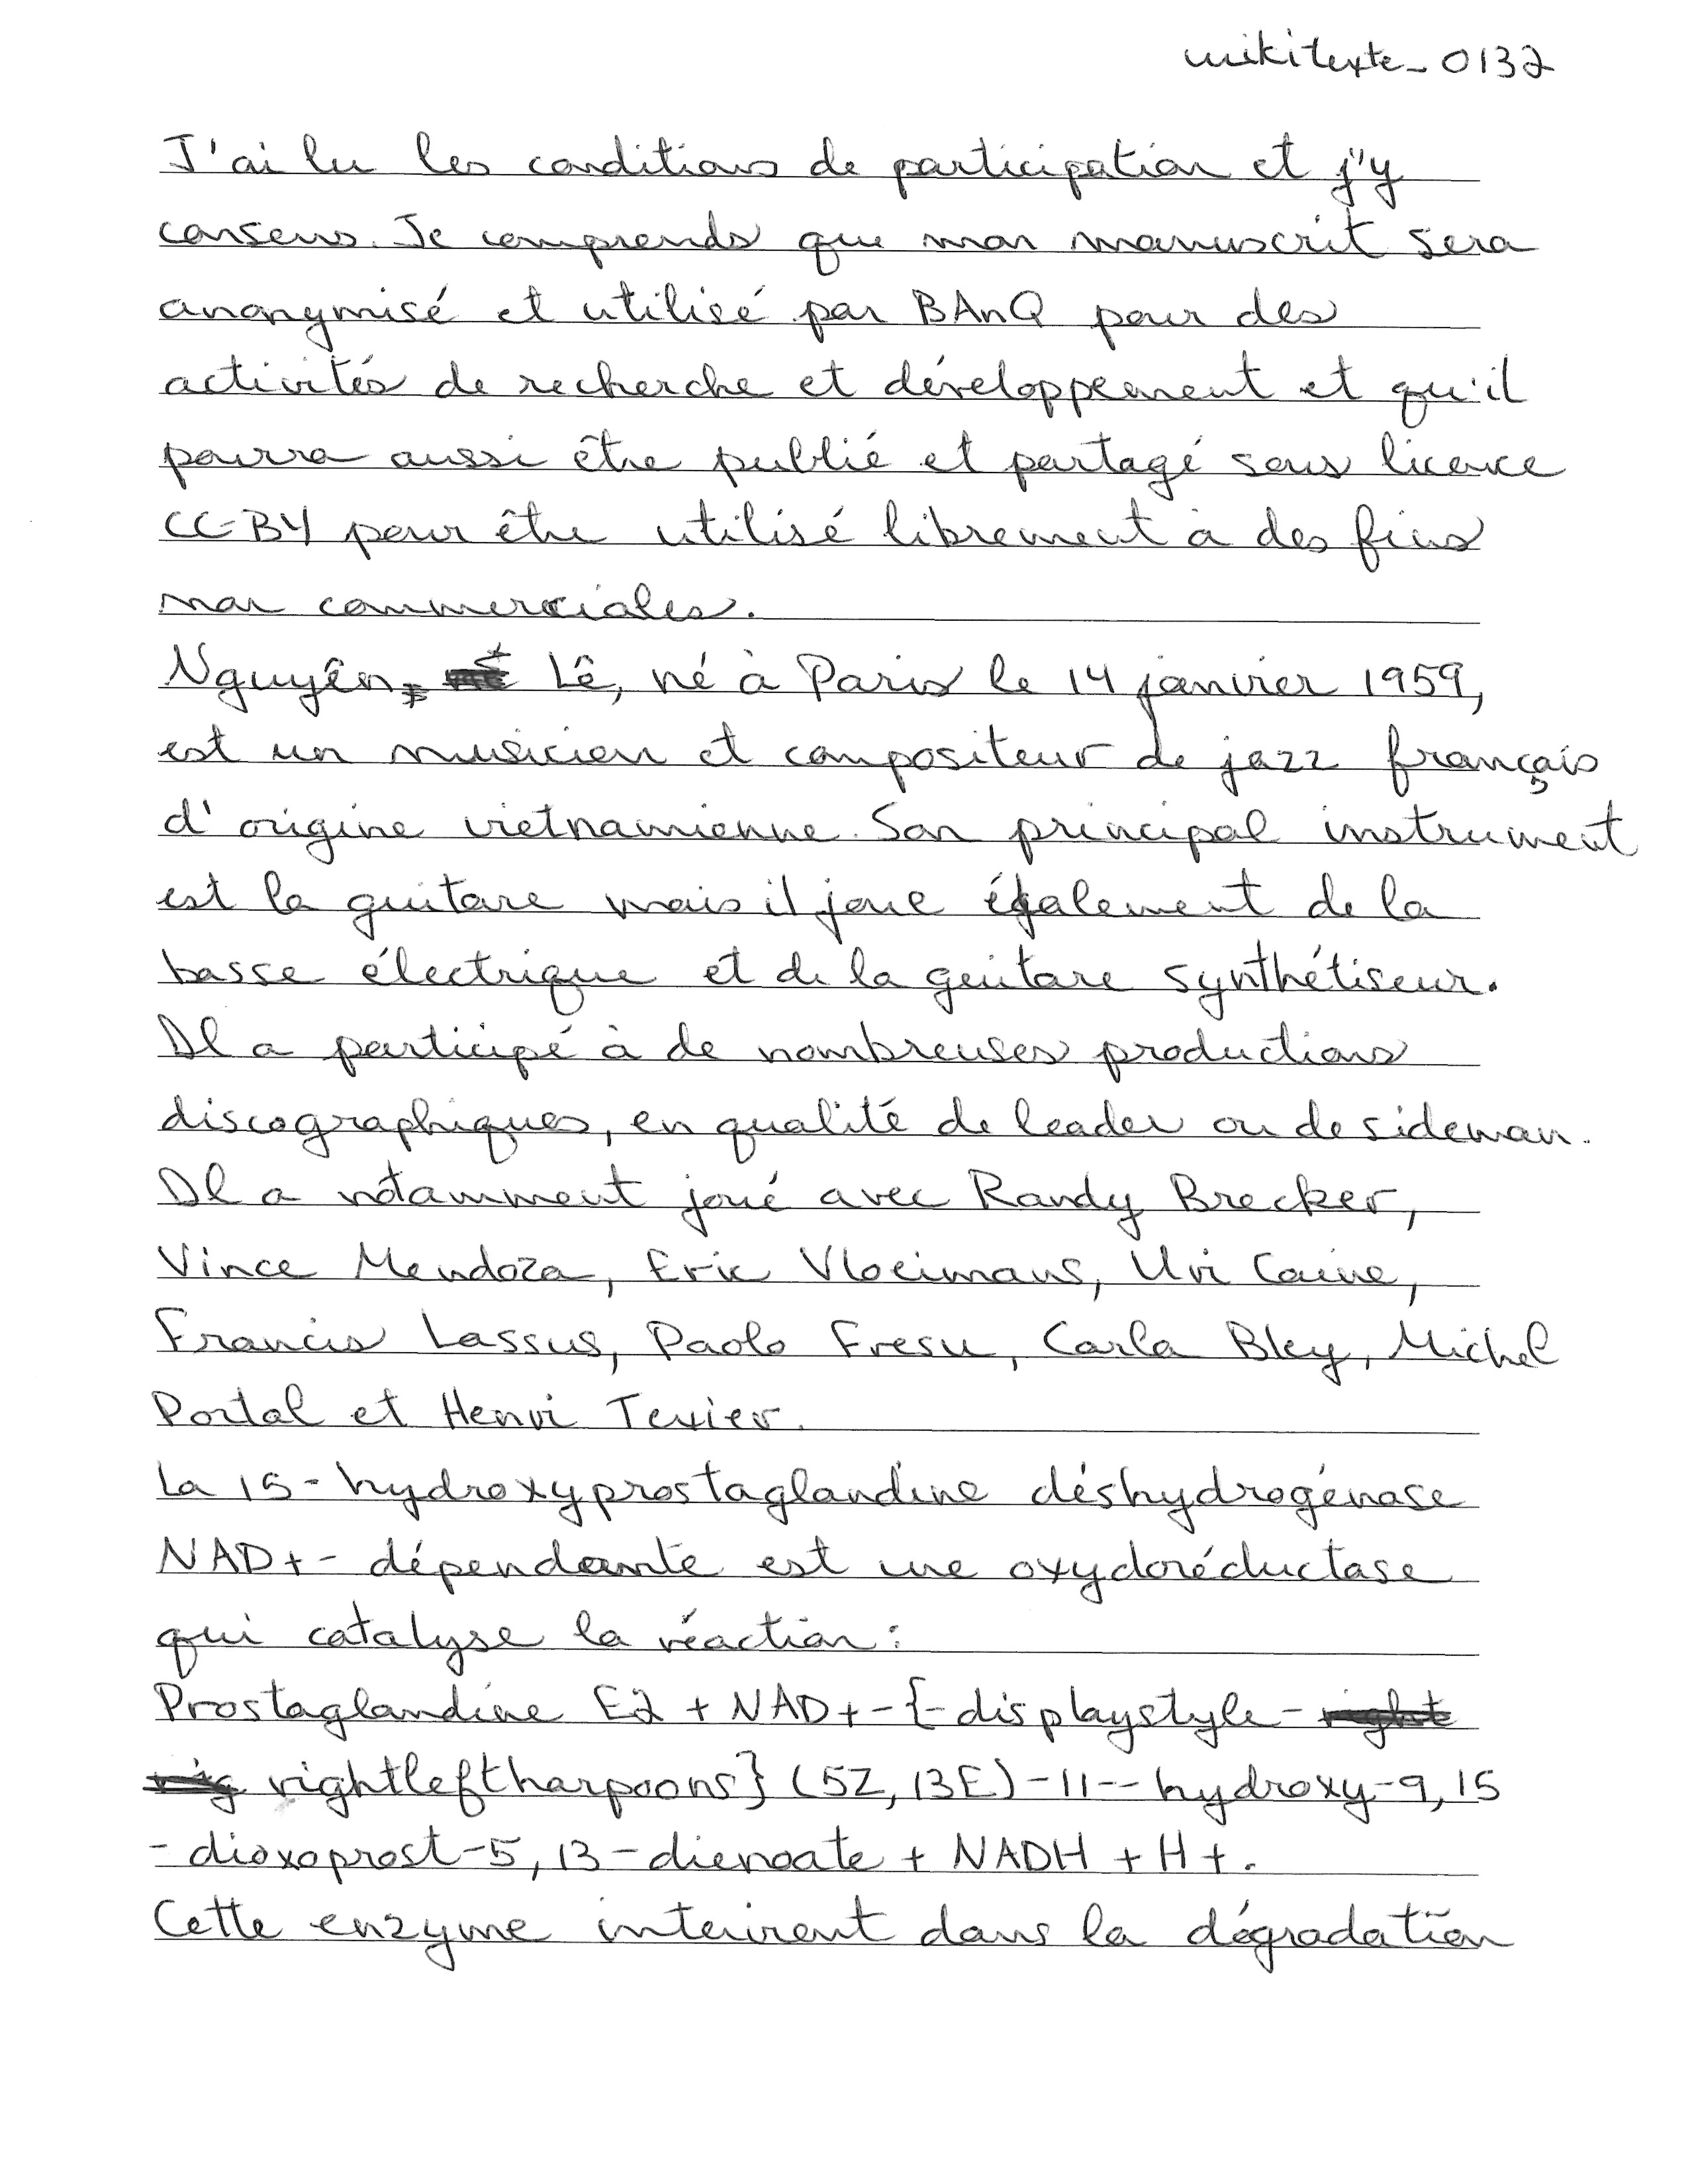 wikitexte_0132
J'ai lu les conditions de participation et j'y
consens. Je comprends que mon manuscrit sera
anonymisé et utilisé par BAnQ pour des
activités de recherche et développement et qu'il
pourra aussi être publié et partagé sous licence
CC-BY pour être utilisé librement à des fins
non commerciales.
Nguyên Lê, né à Paris le 14 janvier 1959,
est un musicien et compositeur de jazz français
d'origine vietnamienne. Son principal instrument
est la guitare mais il joue également de la
basse électrique et de la guitare synthétiseur.
Il a participé à de nombreuses productions
discographiques, en qualité de leader ou de sideman.
Il a notamment joué avec Randy Brecker,
Vince Mendoza, Eric Vloeimans, Uri Caine,
Francis Lassus, Paolo Fresu, Carla Bley, Michel
Portal et Henri Texier.
La 15-hydroxyprostaglandine déshydrogénase
NAD+-dépendante est une oxydoréductase
qui catalyse la réaction:
Prostaglandine E2 + NAD+-{-displaystyle-
rightleftharpoons} (5Z, 13E)-11--hydroxy-9,15
-dioxoprost-5,13-dienoate + NADH + H+.
Cette enzyme intervient dans la dégradation